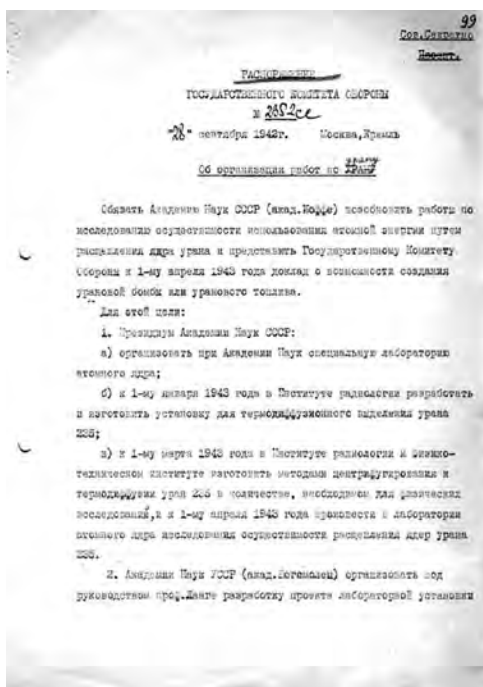 99
Сов.Секретно
Проект.
РАСПОРЯЖЕНИЕ
ГОСУДАРСТВЕННОГО КОМИТЕТА ОБОРОНЫ
№ 2352сс
"28" сентября 1942г. Москва,Кремль
урану
Об организации работ по УРАНУ
Обязать Академию Наук СССР (акад.Иоффе) возобновить работы по
исследованию осуществимости использования атомной энергии путем
расщепления ядра урана и представить Государственному Комитету
Обороны к 1-му апреля 1943 года доклад о возможности создания
урановой бомбы или уранового топлива.
Для этой цели:
1. Президиум Академии Наук СССР:
а) организовать при Академии Наук специальную лабораторию
атомного ядра;
б) к 1-му января 1943 года в Институте радиологии разработать
и изготовить установку для термодиффузионного выделения урана
235;
в) к 1-му марта 1943 года в Институте радиологии и Физико-
техническом институте изготовить методами центрифугирования и
термодиффузии уран 235 в количестве, необходимом для физических
исследований,и к 1-му апреля 1943 года произвести в лаборатории
атомного ядра исследования осуществимости расщепления ядер урана
235.
2. Академии Наук УССР (акад.Богомолец) организовать под
руководством проф.Ланге разработку проекта лабораторной установки